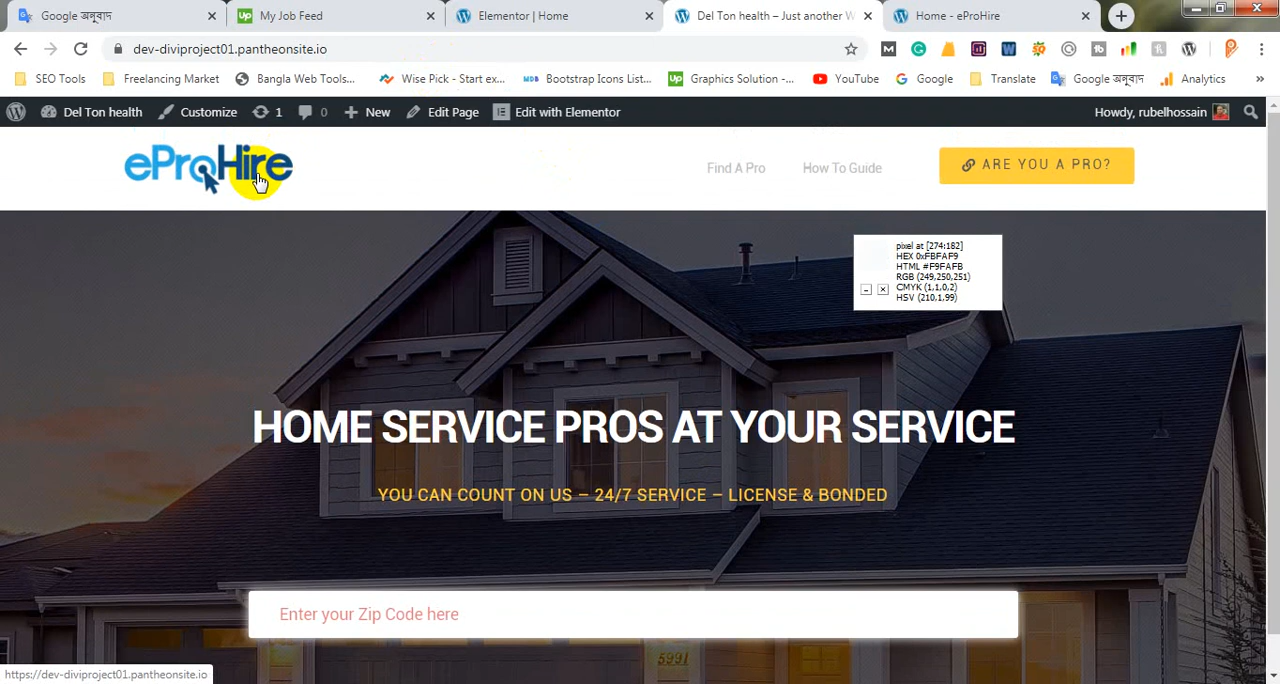 Google অনুবাদ
My Job Feed
Elementor | Home
Del Ton health – Just another W
Home - eProHire
dev-diviproject01.pantheonsite.io
SEO Tools
Freelancing Market
Bangla Web Tools...
Wise Pick - Start ex...
MDB Bootstrap Icons List...
Up Graphics Solution -...
YouTube
Google
Translate
Google অনুবাদ
Analytics
»
Del Ton health
Customize
1
0
New
Edit Page
Edit with Elementor
Howdy, rubelhossain
eProHire
Find A Pro
How To Guide
ARE YOU A PRO?
pixel at [274:182]
HEX 0xFBFAF9
HTML #F9FAFB
RGB (249,250,251)
CMYK (1,1,0,2)
HSV (210,1,99)
HOME SERVICE PROS AT YOUR SERVICE
YOU CAN COUNT ON US – 24/7 SERVICE – LICENSE & BONDED
Enter your Zip Code here
5991
https://dev-diviproject01.pantheonsite.io